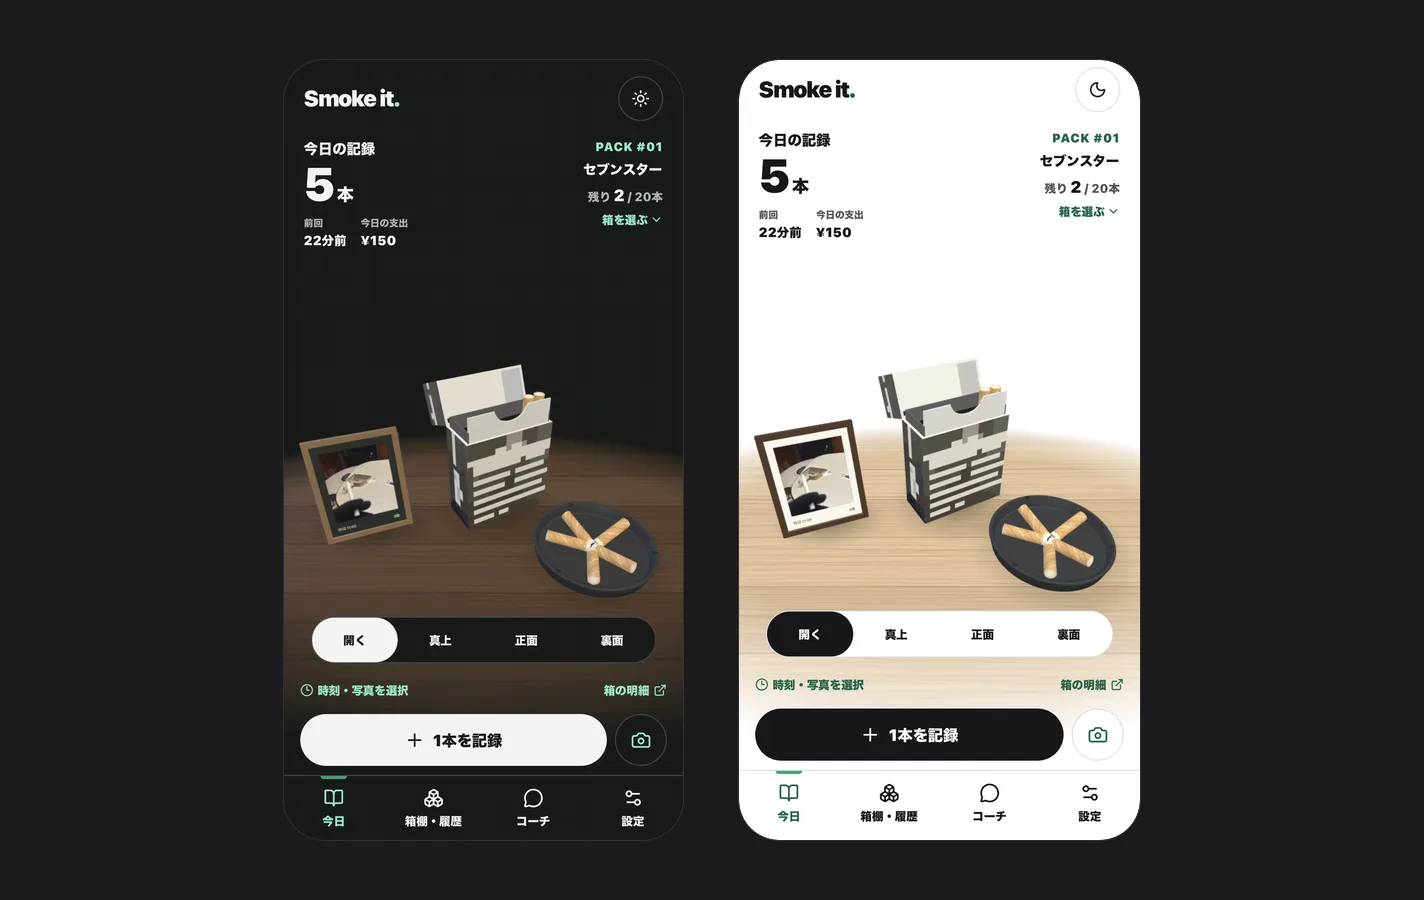 Smoke it.
今日の記録
5本
前回
22分前
今日の支出
¥150
PACK #01
セブンスター
残り 2 / 20本
箱を選ぶ
開く
真上
正面
裏面
時刻・写真を選択
箱の明細
1本を記録
今日
箱棚・履歴
コーチ
設定
Smoke it.
今日の記録
5本
前回
22分前
今日の支出
¥150
PACK #01
セブンスター
残り 2 / 20本
箱を選ぶ
開く
真上
正面
裏面
時刻・写真を選択
箱の明細
1本を記録
今日
箱棚・履歴
コーチ
設定